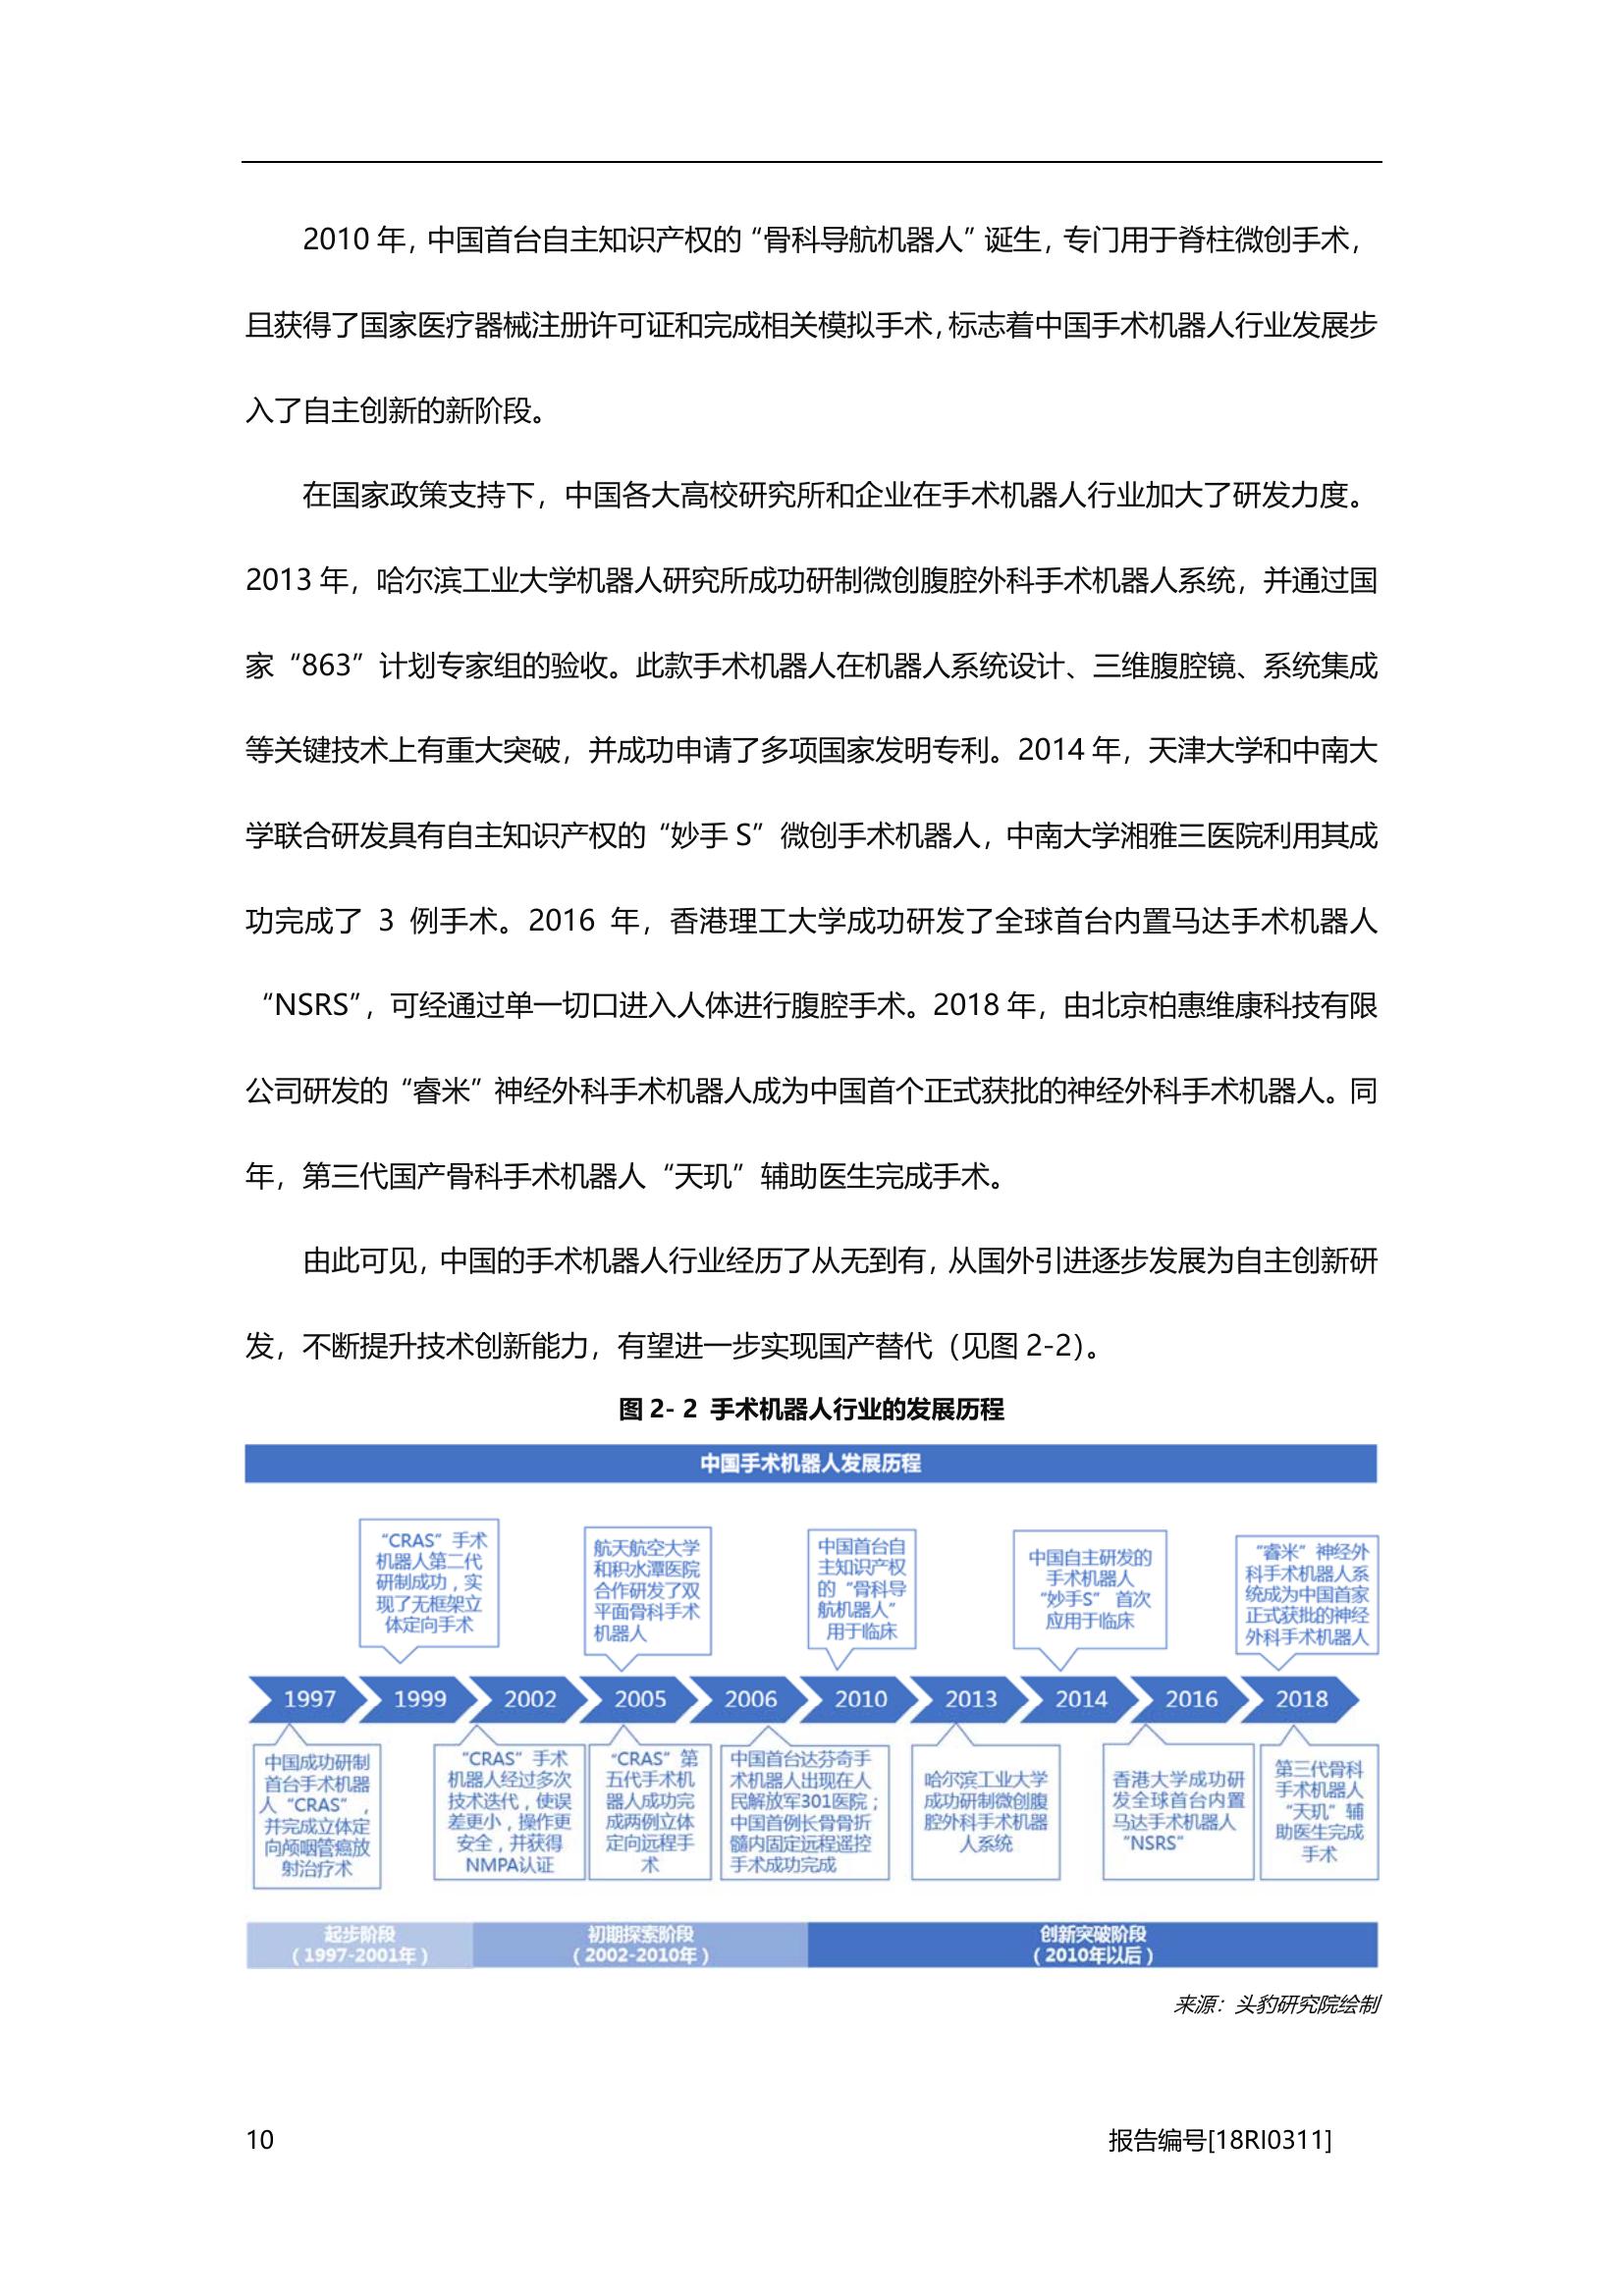 2010 年，中国首台自主知识产权的“骨科导航机器人”诞生，专门用于脊柱微创手术，
且获得了国家医疗器械注册许可证和完成相关模拟手术，标志着中国手术机器人行业发展步
入了自主创新的新阶段。
在国家政策支持下，中国各大高校研究所和企业在手术机器人行业加大了研发力度。
2013 年，哈尔滨工业大学机器人研究所成功研制微创腹腔外科手术机器人系统，并通过国
家“863”计划专家组的验收。此款手术机器人在机器人系统设计、三维腹腔镜、系统集成
等关键技术上有重大突破，并成功申请了多项国家发明专利。2014 年，天津大学和中南大
学联合研发具有自主知识产权的“妙手 S”微创手术机器人，中南大学湘雅三医院利用其成
功完成了 3 例手术。2016 年，香港理工大学成功研发了全球首台内置马达手术机器人
“NSRS”，可经通过单一切口进入人体进行腹腔手术。2018 年，由北京柏惠维康科技有限
公司研发的“睿米”神经外科手术机器人成为中国首个正式获批的神经外科手术机器人。同
年，第三代国产骨科手术机器人“天玑”辅助医生完成手术。
由此可见，中国的手术机器人行业经历了从无到有，从国外引进逐步发展为自主创新研
发，不断提升技术创新能力，有望进一步实现国产替代（见图 2-2）。
图 2- 2 手术机器人行业的发展历程
中国手术机器人发展历程
“CRAS”手术
机器人第二代
研制成功，实
现了无框架立
体定向手术
航天航空大学
和积水潭医院
合作研发了双
平面骨科手术
机器人
中国首台自
主知识产权
的“骨科导
航机器人”
用于临床
中国自主研发的
手术机器人
“妙手S” 首次
应用于临床
“睿米”神经外
科手术机器人系
统成为中国首家
正式获批的神经
外科手术机器人
1997 1999 2002 2005 2006 2010 2013 2014 2016 2018
中国成功研制
首台手术机器
人“CRAS”，
并完成立体定
向颅咽管瘤放
射治疗术
“CRAS”手术
机器人经过多次
技术迭代，使误
差更小，操作更
安全，并获得
NMPA认证
“CRAS”第
五代手术机
器人成功完
成两例立体
定向远程手
术
中国首台达芬奇手
术机器人出现在人
民解放军301医院；
中国首例长骨骨折
髓内固定远程遥控
手术成功完成
哈尔滨工业大学
成功研制微创腹
腔外科手术机器
人系统
香港大学成功研
发全球首台内置
马达手术机器人
“NSRS”
第三代骨科
手术机器人
“天玑”辅
助医生完成
手术
起步阶段
（1997-2001年）
初期探索阶段
（2002-2010年）
创新突破阶段
（2010年以后）
来源：头豹研究院绘制
10 报告编号[18RI0311]